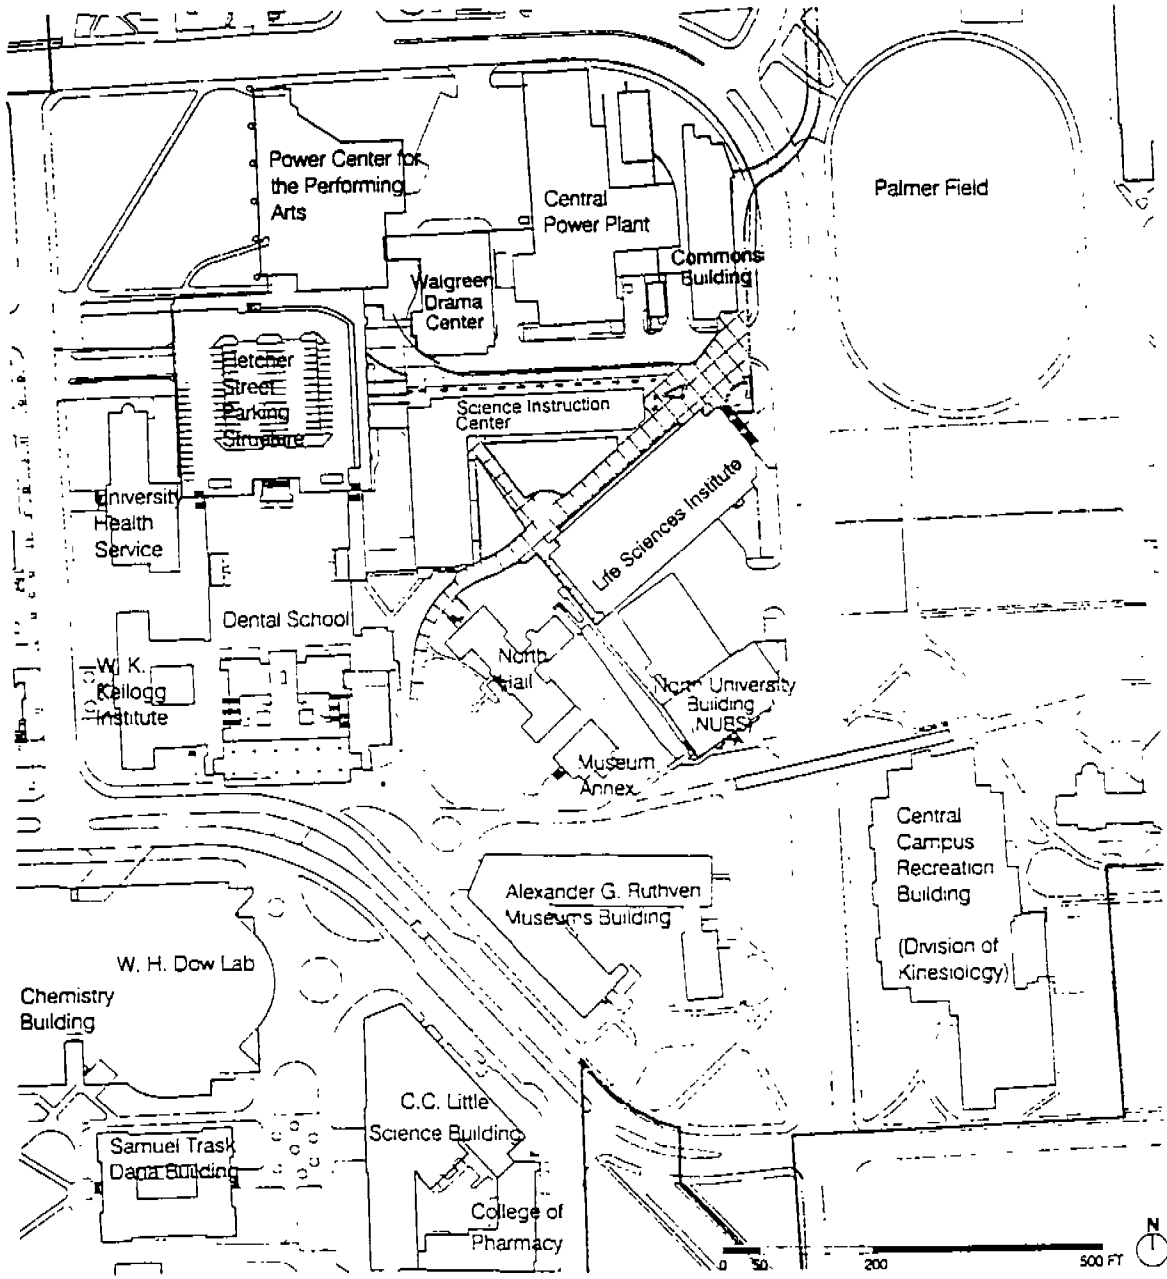 Power Center for
the Performing
Arts
Central
Power Plant
Palmer Field
Commons
Building
Walgreen
Drama
Center
Fletcher
Street
Parking
Structure
Science Instruction
Center
Life Sciences Institute
University
Health
Service
Dental School
W. K.
Kellogg
Institute
North
Hall
North University
Building
(NUBS)
Museum
Annex
Central
Campus
Recreation
Building
(Division of
Kinesiology)
Alexander G. Ruthven
Museums Building
W. H. Dow Lab
Chemistry
Building
C.C. Little
Science Building
Samuel Trask
Dana Building
College of
Pharmacy
N
0 50 200 500 FT